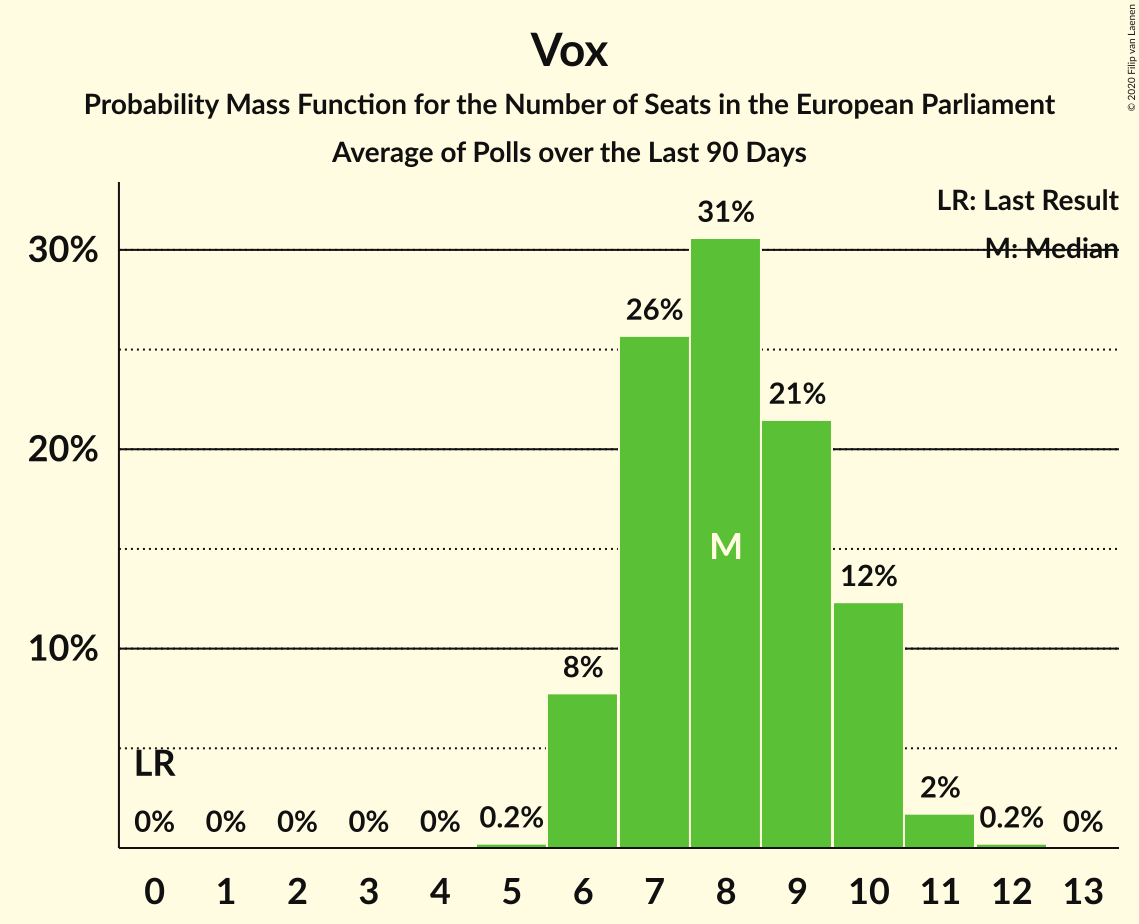 Vox
Probability Mass Function for the Number of Seats in the European Parliament
Average of Polls over the Last 90 Days
© 2020 Filip van Laenen
LR: Last Result
M: Median
30%
20%
10%
31%
26%
21%
M
12%
8%
LR
2%
0% 0% 0% 0% 0% 0.2% 0.2% 0%
0 1 2 3 4 5 6 7 8 9 10 11 12 13